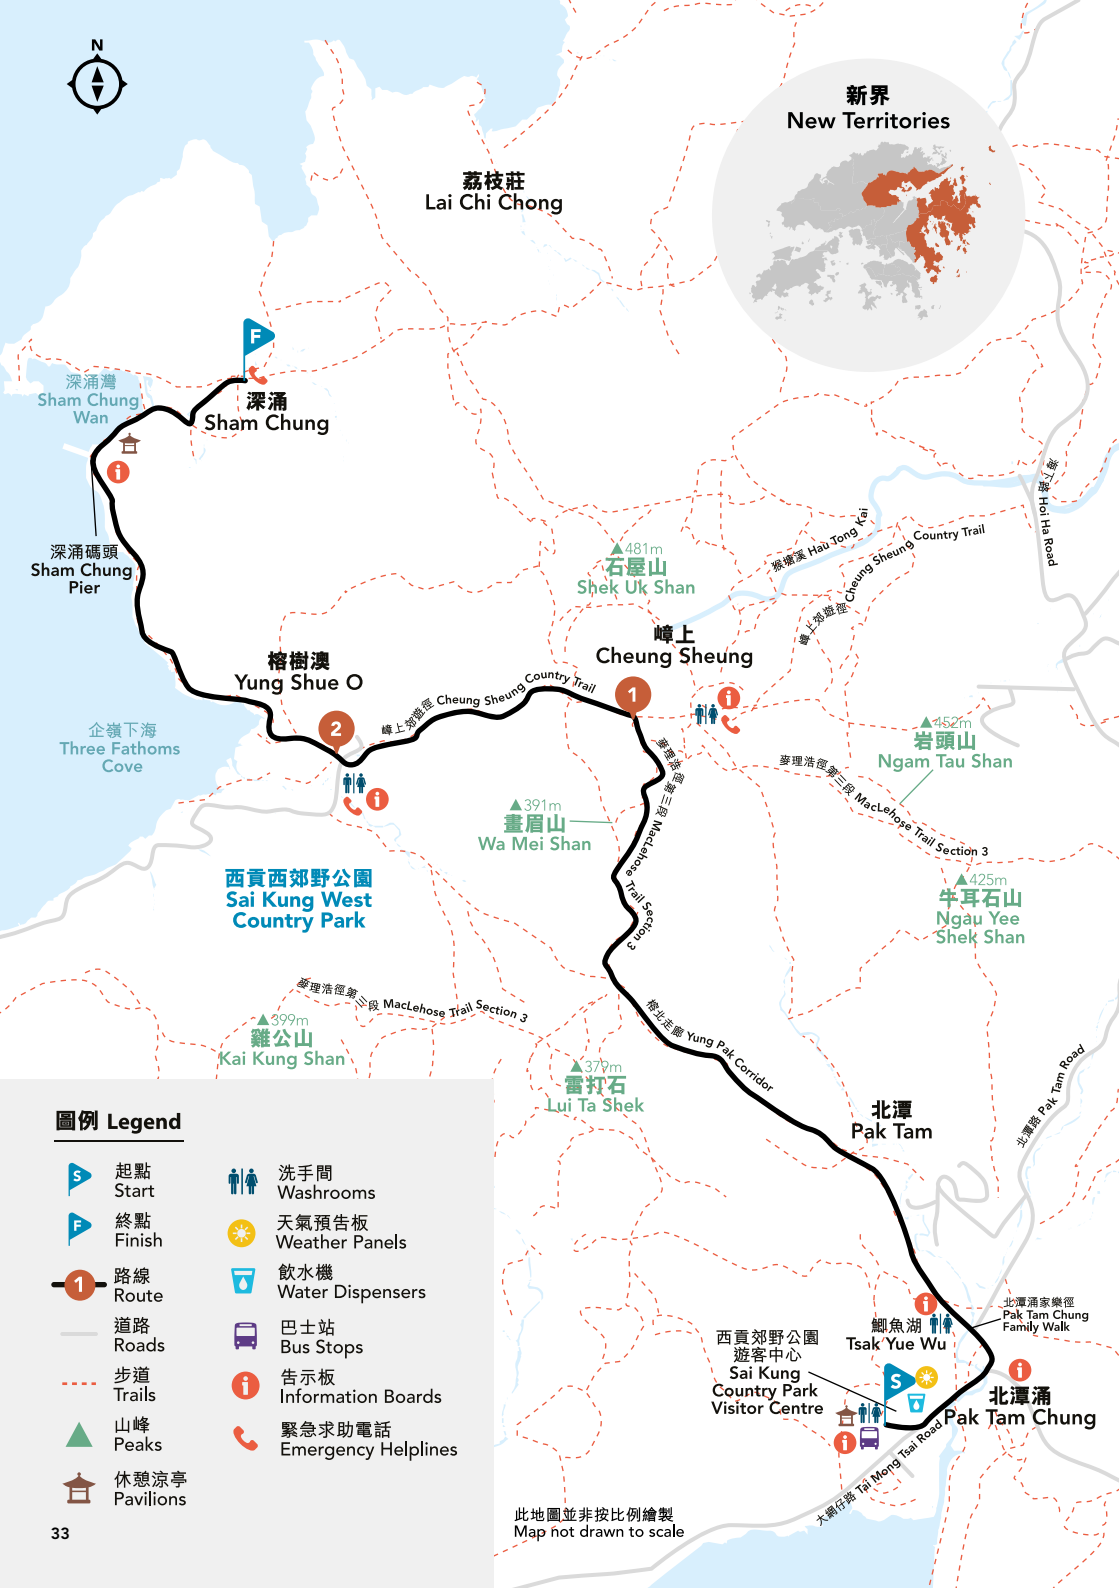 N
新界
New Territories
荔枝莊
Lai Chi Chong
F
深涌灣
Sham Chung
Wan
深涌
Sham Chung
i
深涌碼頭
Sham Chung
Pier
海下路 Hoi Ha Road
猴塘溪 Hau Tong Kai
嶂上郊遊徑 Cheung Sheung Country Trail
▲481m
石屋山
Shek Uk Shan
嶂上
Cheung Sheung
榕樹澳
Yung Shue O
嶂上郊遊徑 Cheung Sheung Country Trail
1
i
2
i
企嶺下海
Three Fathoms
Cove
▲452m
岩頭山
Ngam Tau Shan
麥理浩徑第三段 MacLehose Trail Section 3
麥理浩徑第三段 MacLehose Trail Section 3
▲391m
畫眉山
Wa Mei Shan
西貢西郊野公園
Sai Kung West
Country Park
▲425m
牛耳石山
Ngau Yee
Shek Shan
麥理浩徑第三段 MacLehose Trail Section 3
▲399m
雞公山
Kai Kung Shan
榕北走廊 Yung Pak Corridor
▲379m
雷打石
Lui Ta Shek
北潭
Pak Tam
北潭路 Pak Tam Road
i
北潭涌家樂徑
Pak Tam Chung
Family Walk
鯽魚湖
Tsak Yue Wu
西貢郊野公園
遊客中心
Sai Kung
Country Park
Visitor Centre
S
i
i
北潭涌
Pak Tam Chung
大網仔路 Tai Mong Tsai Road
圖例 Legend
S
起點
Start
F
終點
Finish
1
路線
Route
道路
Roads
步道
Trails
山峰
Peaks
休憩涼亭
Pavilions
洗手間
Washrooms
天氣預告板
Weather Panels
飲水機
Water Dispensers
巴士站
Bus Stops
i
告示板
Information Boards
緊急求助電話
Emergency Helplines
此地圖並非按比例繪製
Map not drawn to scale
33